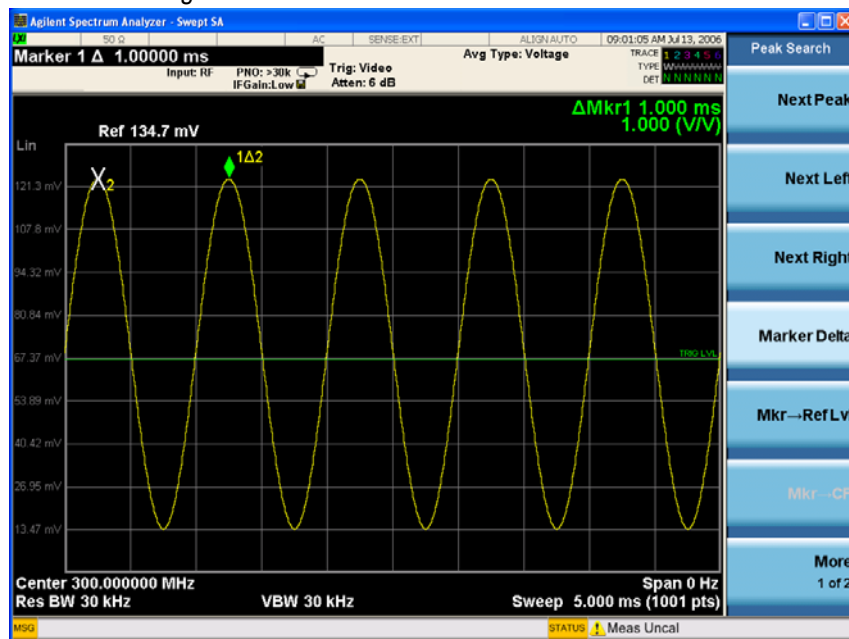 Agilent Spectrum Analyzer - Swept SA
LXI 50 Ω AC SENSE:EXT ALIGN AUTO 09:01:05 AM Jul 13, 2006
Marker 1 Δ 1.00000 ms
Input: RF PNO: >30k Trig: Video Avg Type: Voltage TRACE 1 2 3 4 5 6
IFGain:Low Atten: 6 dB TYPE
DET N N N N N N
Peak Search
ΔMkr1 1.000 ms
1.000 (V/V)
Ref 134.7 mV
Lin
X2
1Δ2
121.3 mV
107.8 mV
94.32 mV
80.84 mV
67.37 mV
TRIG LVL
53.89 mV
40.42 mV
26.95 mV
13.47 mV
Center 300.000000 MHz Span 0 Hz
Res BW 30 kHz VBW 30 kHz Sweep 5.000 ms (1001 pts)
MSG STATUS Meas Uncal
Next Peak
Next Left
Next Right
Marker Delta
Mkr→Ref Lv
Mkr→CF
More
1 of 2